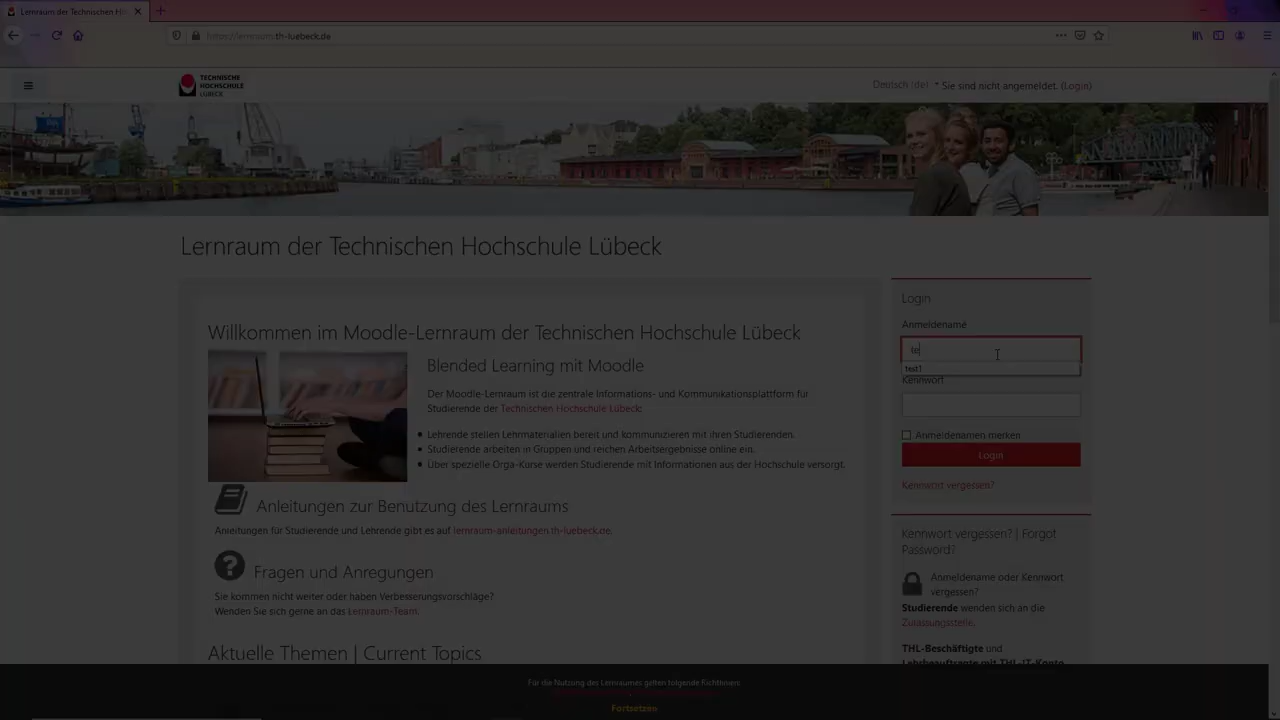 Lernraum der Technischen Ho
https://lernraum.th-luebeck.de
TECHNISCHE
HOCHSCHULE
LÜBECK
Deutsch (de)
Sie sind nicht angemeldet. (Login)
Lernraum der Technischen Hochschule Lübeck
Willkommen im Moodle-Lernraum der Technischen Hochschule Lübeck
Blended Learning mit Moodle
Der Moodle-Lernraum ist die zentrale Informations- und Kommunikationsplattform für
Studierende der Technischen Hochschule Lübeck:
Lehrende stellen Lehrmaterialien bereit und kommunizieren mit ihren Studierenden.
Studierende arbeiten in Gruppen und reichen Arbeitsergebnisse online ein.
Über spezielle Orga-Kurse werden Studierende mit Informationen aus der Hochschule versorgt.
Anleitungen zur Benutzung des Lernraums
Anleitungen für Studierende und Lehrende gibt es auf lernraum-anleitungen.th-luebeck.de.
Fragen und Anregungen
Sie kommen nicht weiter oder haben Verbesserungsvorschläge?
Wenden Sie sich gerne an das Lernraum-Team.
Aktuelle Themen | Current Topics
Login
Anmeldename
te
test1
Kennwort
Anmeldenamen merken
Login
Kennwort vergessen?
Kennwort vergessen? | Forgot
Password?
Anmeldename oder Kennwort
vergessen?
Studierende wenden sich an die
Zulassungsstelle.
THL-Beschäftigte und
Lehrbeauftragte mit THL-IT-Konto
Für die Nutzung des Lernraumes gelten folgende Richtlinien:
Fortsetzen